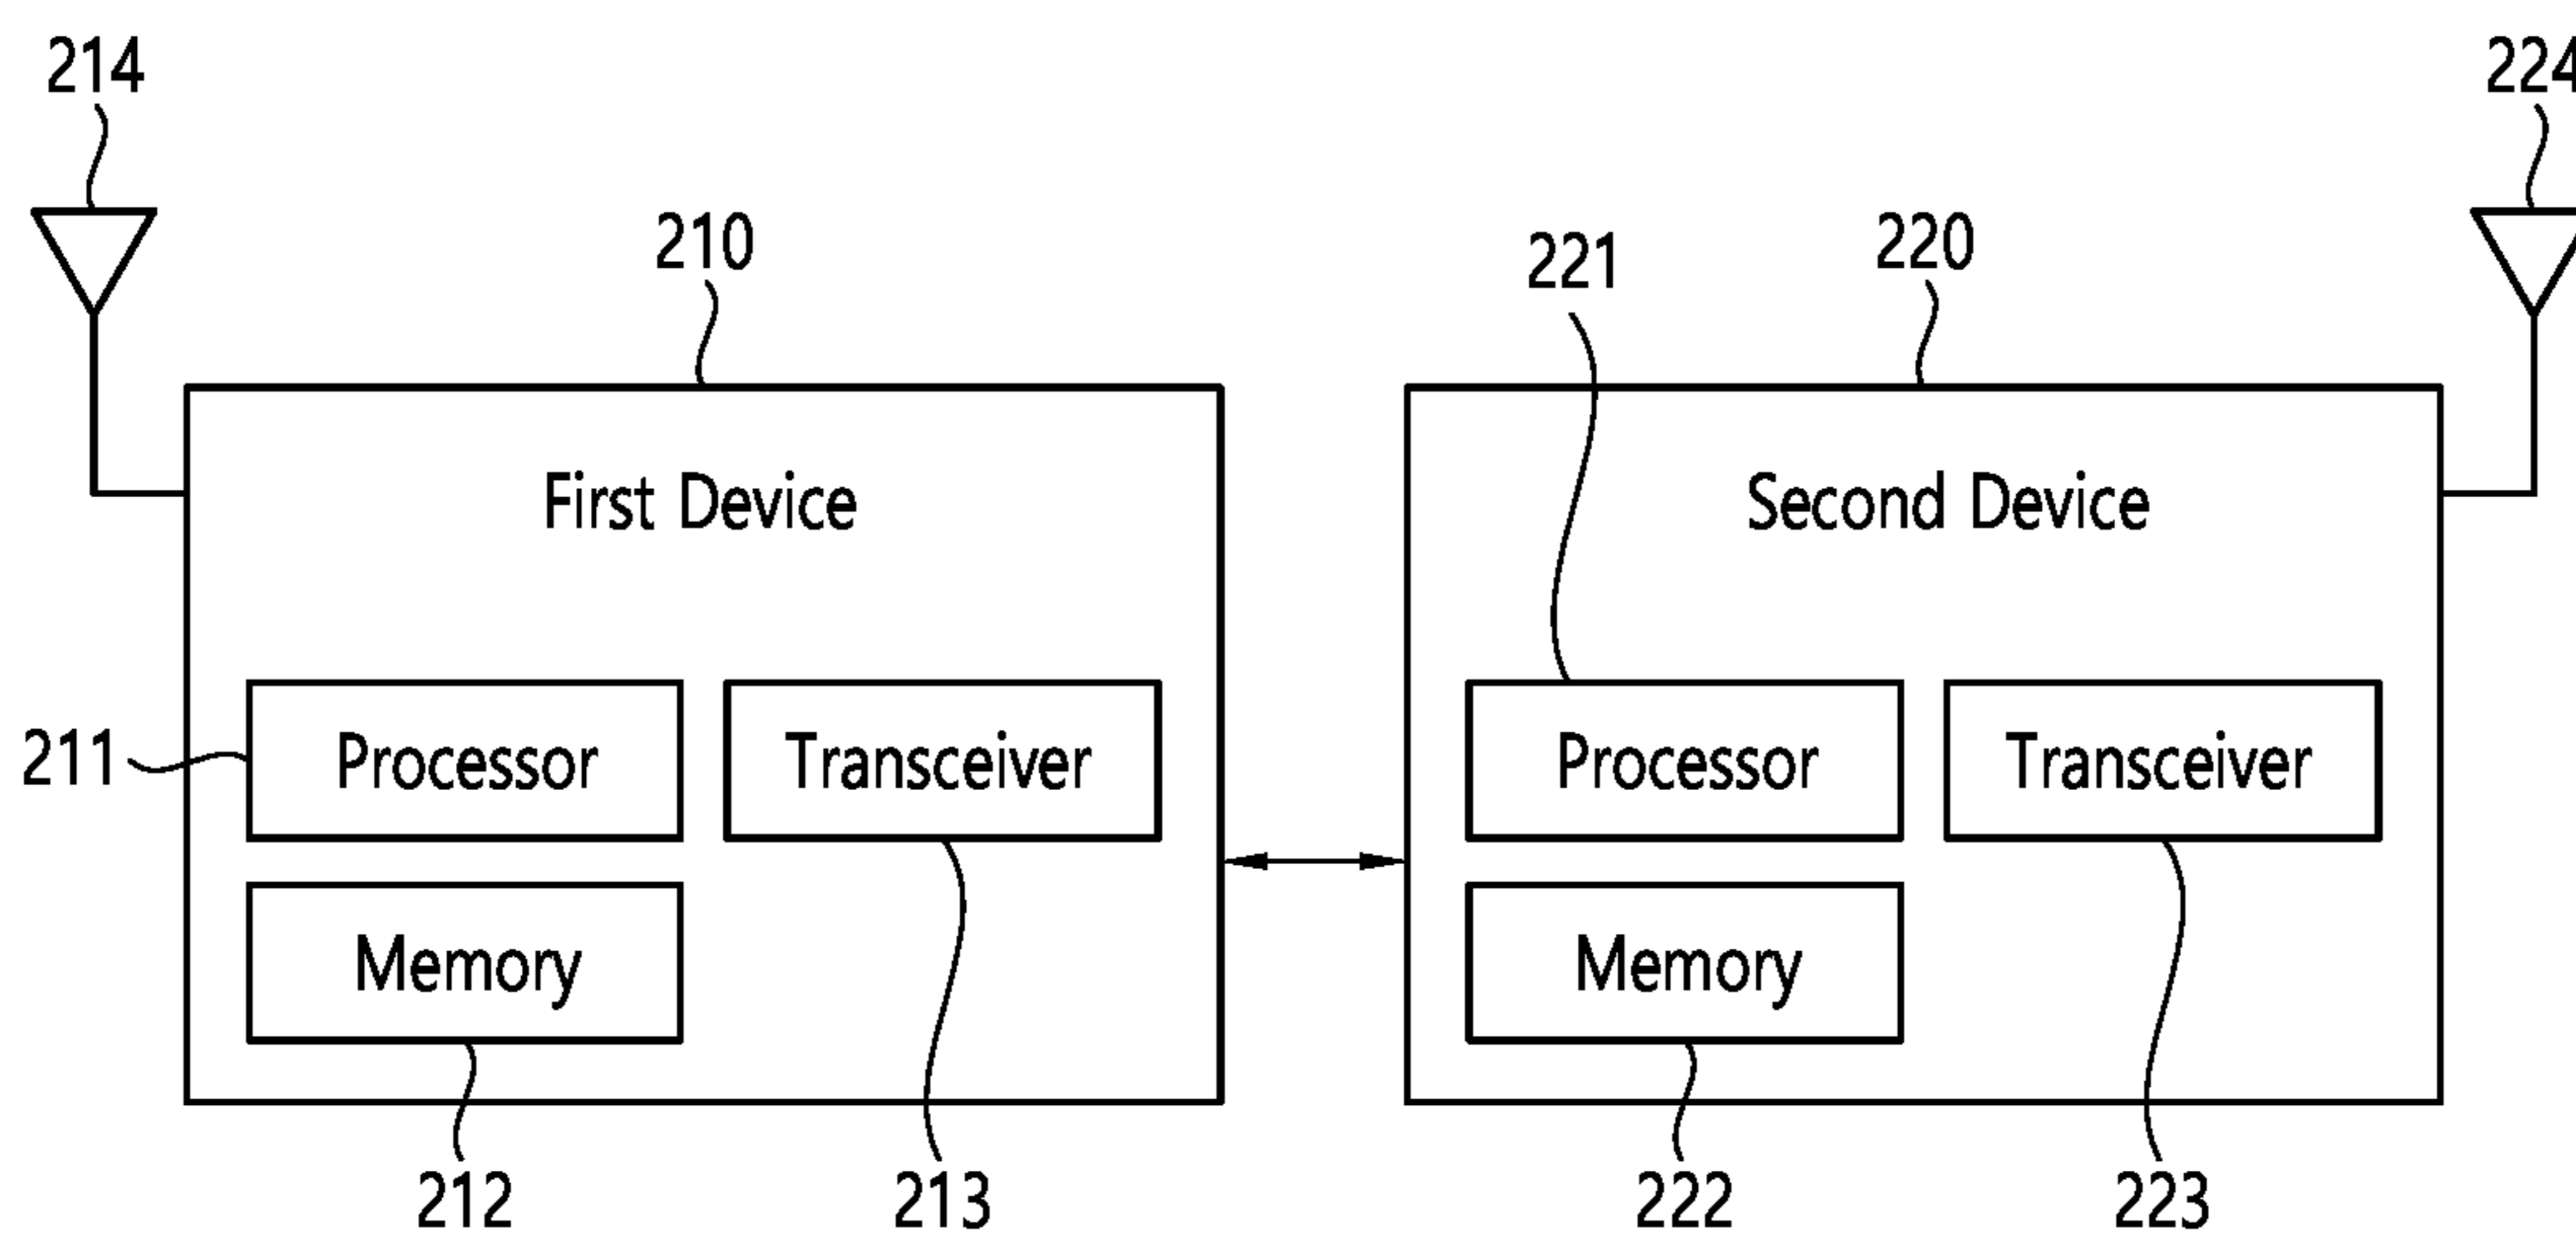 214
224
210
221
220
First Device
Second Device
211
Processor
Transceiver
Processor
Transceiver
Memory
Memory
212
213
222
223